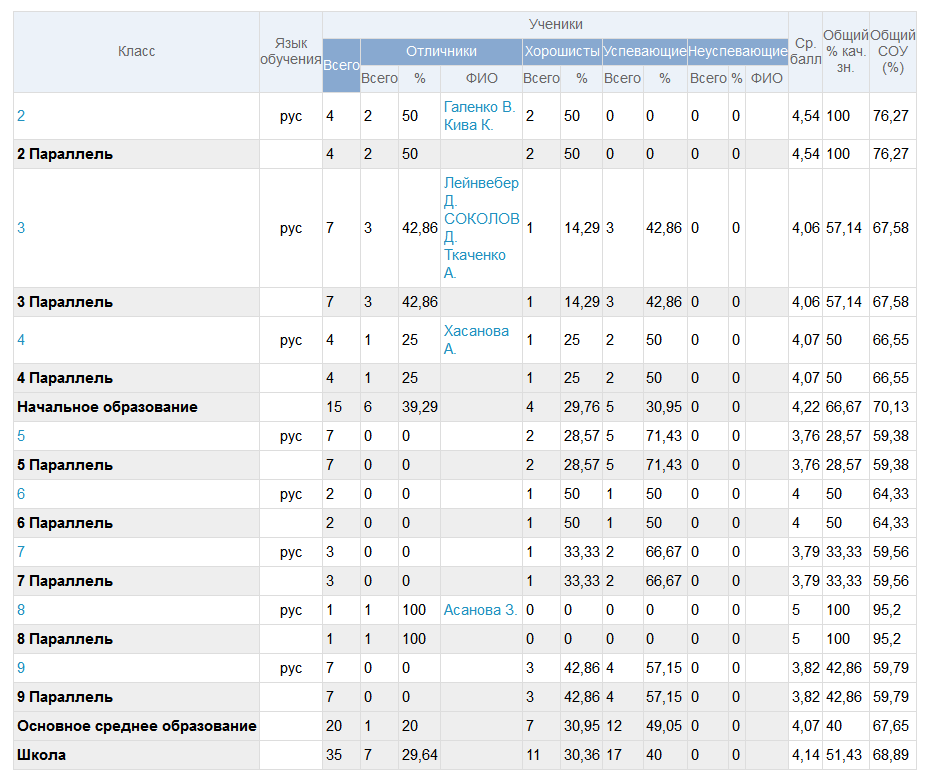 Ученики
Класс
Язык обучения
Всего
Отличники
Хорошисты
Успевающие
Неуспевающие
Ср. балл
Общий % кач. зн.
Общий СОУ (%)
Всего % ФИО Всего % Всего % Всего % ФИО
2 рус 4 2 50 Галенко В. Кива К. 2 50 0 0 0 0 4,54 100 76,27
2 Параллель 4 2 50 2 50 0 0 0 0 4,54 100 76,27
3 рус 7 3 42,86 Лейнвебер Д. СОКОЛОВ Д. Ткаченко А. 1 14,29 3 42,86 0 0 4,06 57,14 67,58
3 Параллель 7 3 42,86 1 14,29 3 42,86 0 0 4,06 57,14 67,58
4 рус 4 1 25 Хасанова А. 1 25 2 50 0 0 4,07 50 66,55
4 Параллель 4 1 25 1 25 2 50 0 0 4,07 50 66,55
Начальное образование 15 6 39,29 4 29,76 5 30,95 0 0 4,22 66,67 70,13
5 рус 7 0 0 2 28,57 5 71,43 0 0 3,76 28,57 59,38
5 Параллель 7 0 0 2 28,57 5 71,43 0 0 3,76 28,57 59,38
6 рус 2 0 0 1 50 1 50 0 0 4 50 64,33
6 Параллель 2 0 0 1 50 1 50 0 0 4 50 64,33
7 рус 3 0 0 1 33,33 2 66,67 0 0 3,79 33,33 59,56
7 Параллель 3 0 0 1 33,33 2 66,67 0 0 3,79 33,33 59,56
8 рус 1 1 100 Асанова З. 0 0 0 0 0 0 5 100 95,2
8 Параллель 1 1 100 0 0 0 0 0 0 5 100 95,2
9 рус 7 0 0 3 42,86 4 57,15 0 0 3,82 42,86 59,79
9 Параллель 7 0 0 3 42,86 4 57,15 0 0 3,82 42,86 59,79
Основное среднее образование 20 1 20 7 30,95 12 49,05 0 0 4,07 40 67,65
Школа 35 7 29,64 11 30,36 17 40 0 0 4,14 51,43 68,89